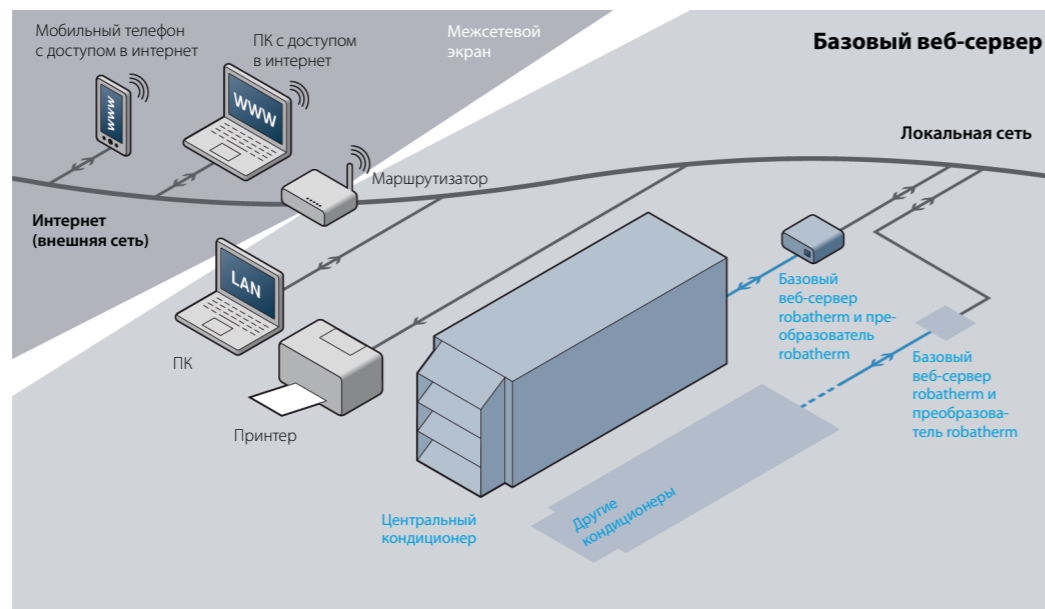 Мобильный телефон
с доступом в интернет
ПК с доступом
в интернет
Межсетевой
экран
Базовый веб-сервер
Локальная сеть
WWW
WWW
Маршрутизатор
Интернет
(внешняя сеть)
LAN
ПК
Принтер
Базовый
веб-сервер
robatherm и пре-
образователь
robatherm
Базовый
веб-сервер
robatherm и
преобразова-
тель robatherm
Центральный
кондиционер
Другие
кондиционеры